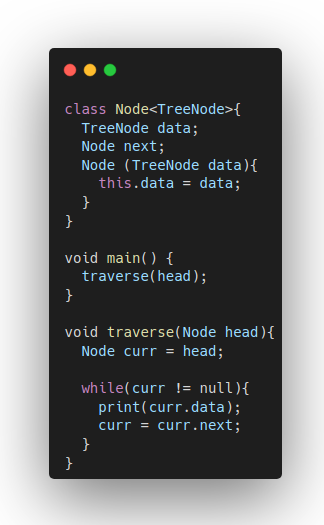 class Node<TreeNode>{
  TreeNode data;
  Node next;
  Node (TreeNode data){
    this.data = data;
  }
}

void main() {
  traverse(head);
}

void traverse(Node head){
  Node curr = head;

  while(curr != null){
    print(curr.data);
    curr = curr.next;
  }
}